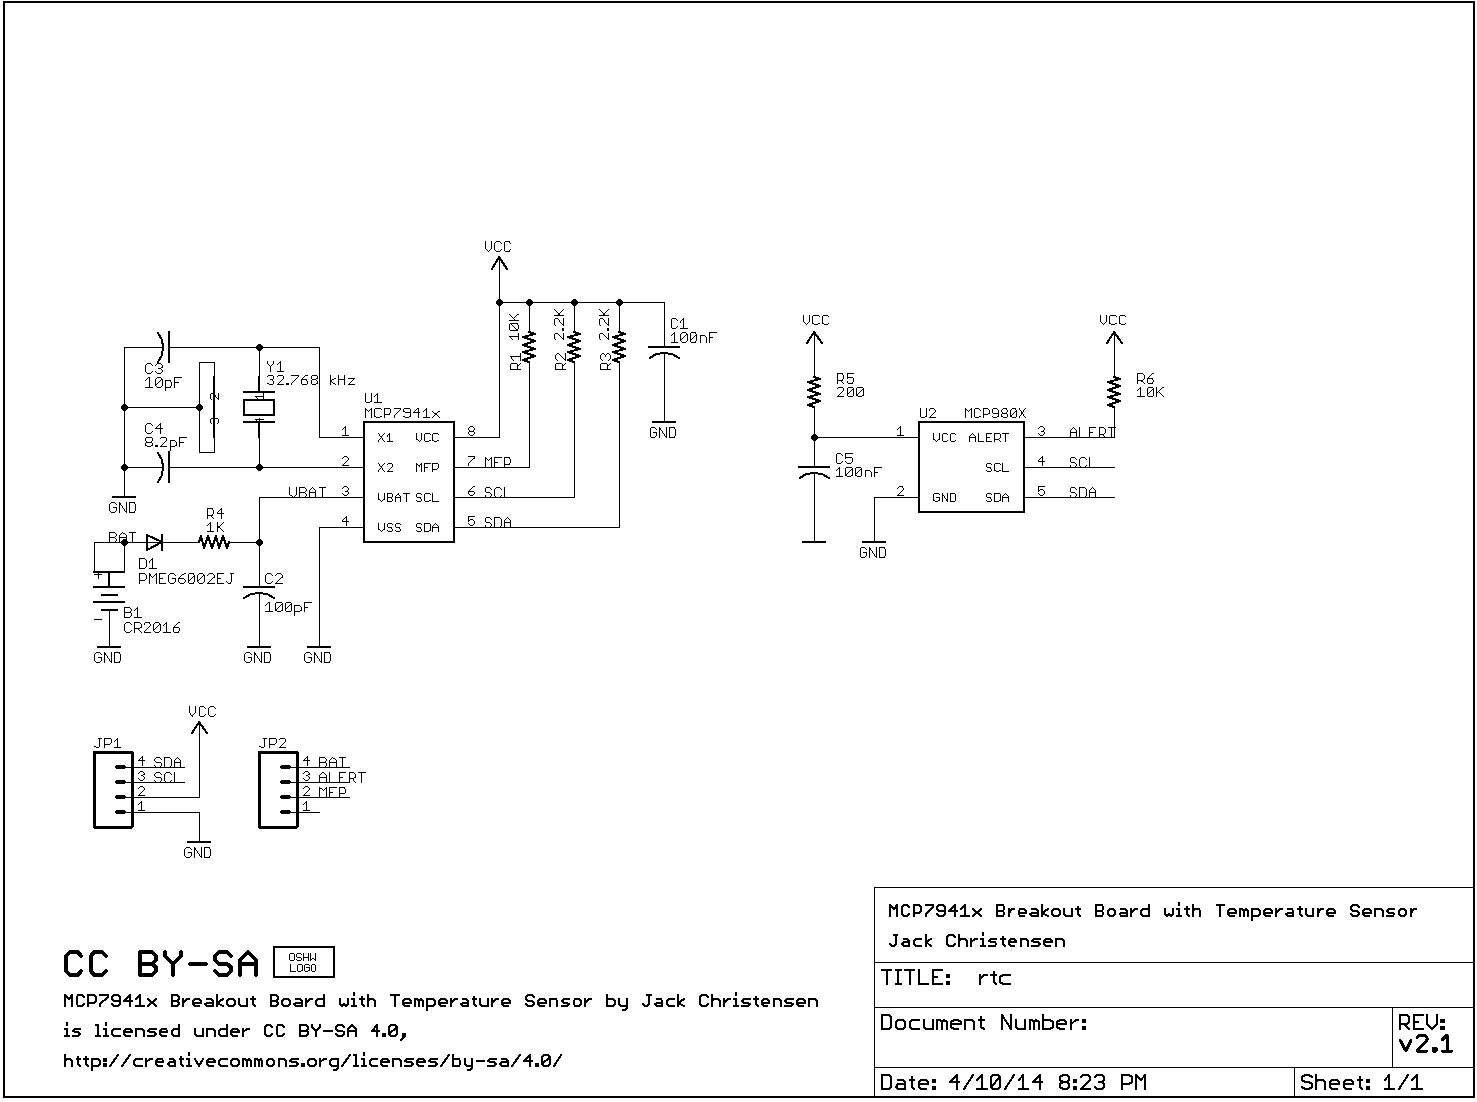 VCC
R1 10K
R2 2.2K
R3 2.2K
C1
100nF
GND
C3
10pF
Y1
32.768 kHz
2
3
1
4
C4
8.2pF
GND
U1
MCP7941x
1 X1 VCC 8
2 X2 MFP 7 MFP
VBAT 3 VBAT SCL 6 SCL
4 VSS SDA 5 SDA
R4
1K
BAT
D1
PMEG6002EJ
C2
100pF
+
B1
-
CR2016
GND
GND
GND
VCC
VCC
R5
200
R6
10K
U2 MCP980X
1 VCC ALERT 3 ALERT
C5
100nF
SCL 4 SCL
2 GND SDA 5 SDA
GND
VCC
JP1
4 SDA
3 SCL
2
1
GND
JP2
4 BAT
3 ALERT
2 MFP
1
CC BY-SA
OSHW
LOGO
MCP7941x Breakout Board with Temperature Sensor by Jack Christensen
is licensed under CC BY-SA 4.0,
http://creativecommons.org/licenses/by-sa/4.0/
MCP7941x Breakout Board with Temperature Sensor
Jack Christensen
TITLE: rtc
Document Number:
REV:
v2.1
Date: 4/10/14 8:23 PM
Sheet: 1/1